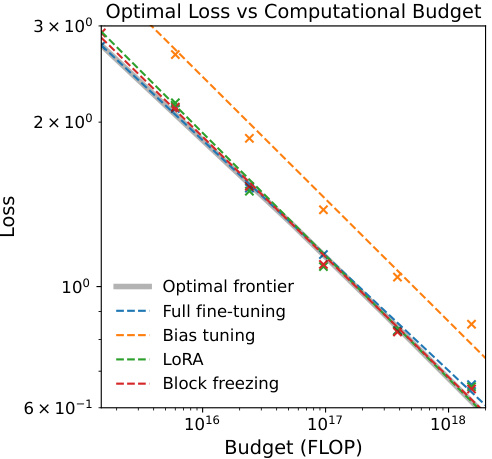 Optimal Loss vs Computational Budget
3 × 10⁰
2 × 10⁰
10⁰
6 × 10⁻¹
Loss
Optimal frontier
Full fine-tuning
Bias tuning
LoRA
Block freezing
10¹⁶
10¹⁷
10¹⁸
Budget (FLOP)